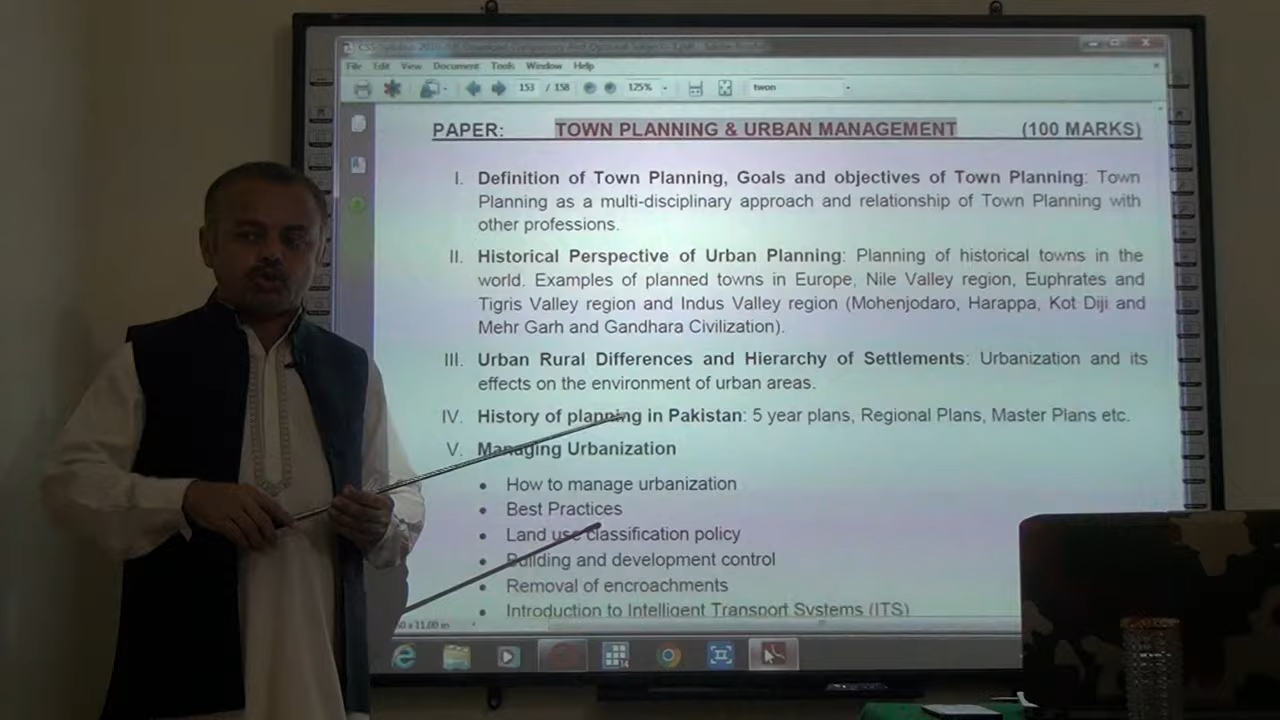 File Edit View Document Tools Window Help
153 / 158 125% twon
PAPER: TOWN PLANNING & URBAN MANAGEMENT (100 MARKS)
I. Definition of Town Planning, Goals and objectives of Town Planning: Town
Planning as a multi-disciplinary approach and relationship of Town Planning with
other professions.
II. Historical Perspective of Urban Planning: Planning of historical towns in the
world. Examples of planned towns in Europe, Nile Valley region, Euphrates and
Tigris Valley region and Indus Valley region (Mohenjodaro, Harappa, Kot Diji and
Mehr Garh and Gandhara Civilization).
III. Urban Rural Differences and Hierarchy of Settlements: Urbanization and its
effects on the environment of urban areas.
IV. History of planning in Pakistan: 5 year plans, Regional Plans, Master Plans etc.
V. Managing Urbanization
• How to manage urbanization
• Best Practices
• Land use classification policy
• Building and development control
• Removal of encroachments
• Introduction to Intelligent Transport Systems (ITS)
x 11.00 in
14